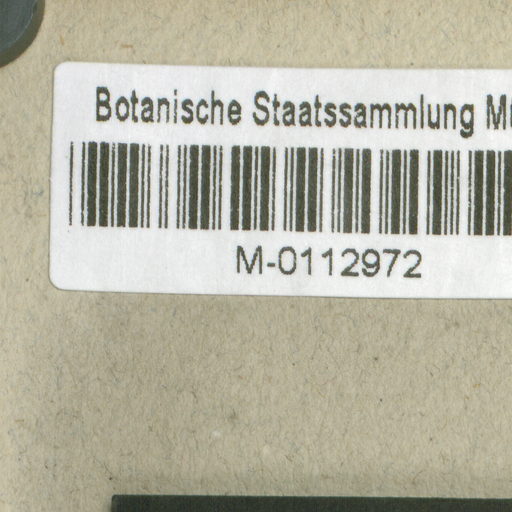 Botanische Staatssammlung
M-0112972